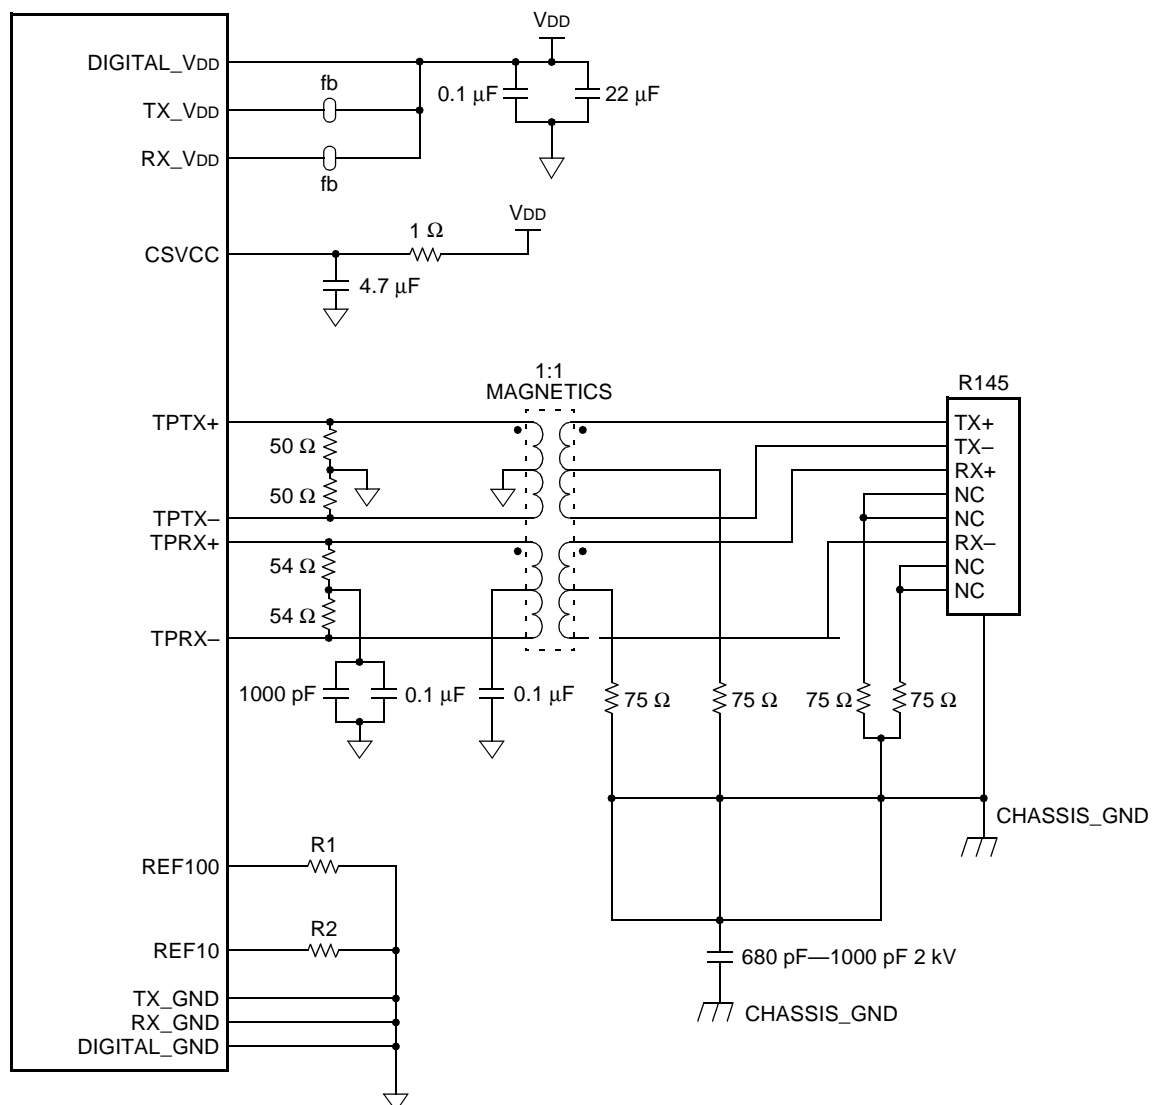 VDD
DIGITAL_VDD
fb
0.1 μF
22 μF
TX_VDD
RX_VDD
fb
VDD
1 Ω
CSVCC
4.7 μF
1:1
MAGNETICS
R145
TPTX+
TX+
50 Ω
TX–
RX+
50 Ω
NC
TPTX–
NC
TPRX+
RX–
54 Ω
NC
NC
54 Ω
TPRX–
1000 pF
0.1 μF
0.1 μF
75 Ω
75 Ω
75 Ω
75 Ω
CHASSIS_GND
R1
REF100
R2
REF10
680 pF—1000 pF 2 kV
TX_GND
CHASSIS_GND
RX_GND
DIGITAL_GND